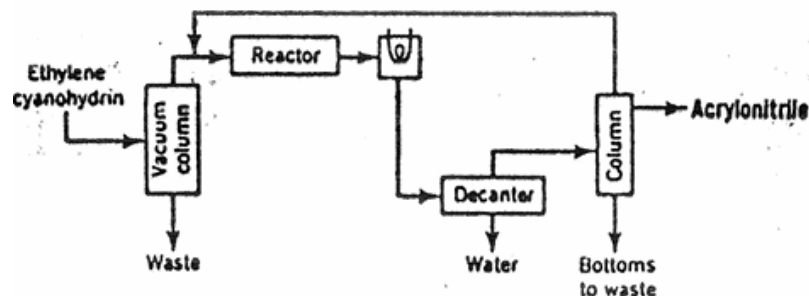 Reactor
Ethylene
cyanohydrin
Vacuum
column
Column
Acrylonitrile
Decanter
Waste
Water
Bottoms
to waste